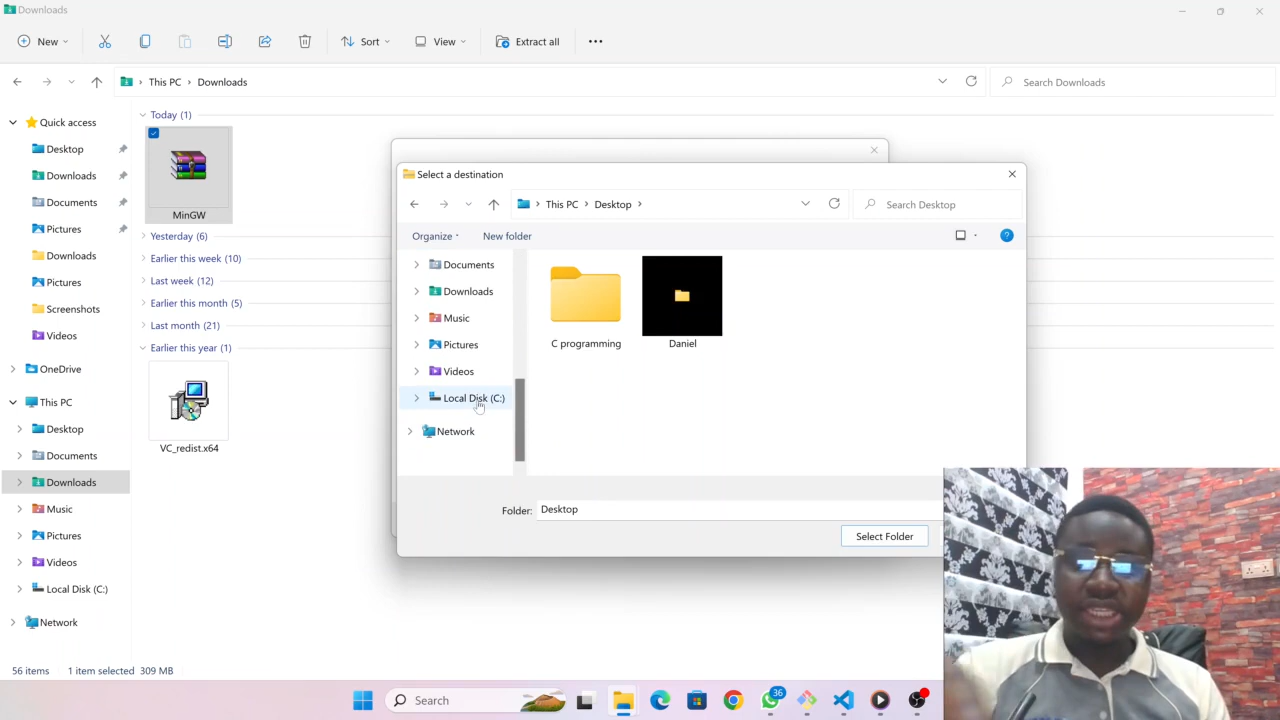 Downloads
New
Sort
View
Extract all
This PC
Downloads
Search Downloads
Quick access
Desktop
Downloads
Documents
Pictures
Downloads
Pictures
Screenshots
Videos
OneDrive
This PC
Desktop
Documents
Downloads
Music
Pictures
Videos
Local Disk (C:)
Network
Today (1)
MinGW
Yesterday (6)
Earlier this week (10)
Last week (12)
Earlier this month (5)
Last month (21)
Earlier this year (1)
VC_redist.x64
Select a destination
This PC
Desktop
Search Desktop
Organize
New folder
?
Documents
Downloads
Music
Pictures
Videos
Local Disk (C:)
Network
C programming
Daniel
Folder:
Desktop
Select Folder
56 items
1 item selected 309 MB
Search
36